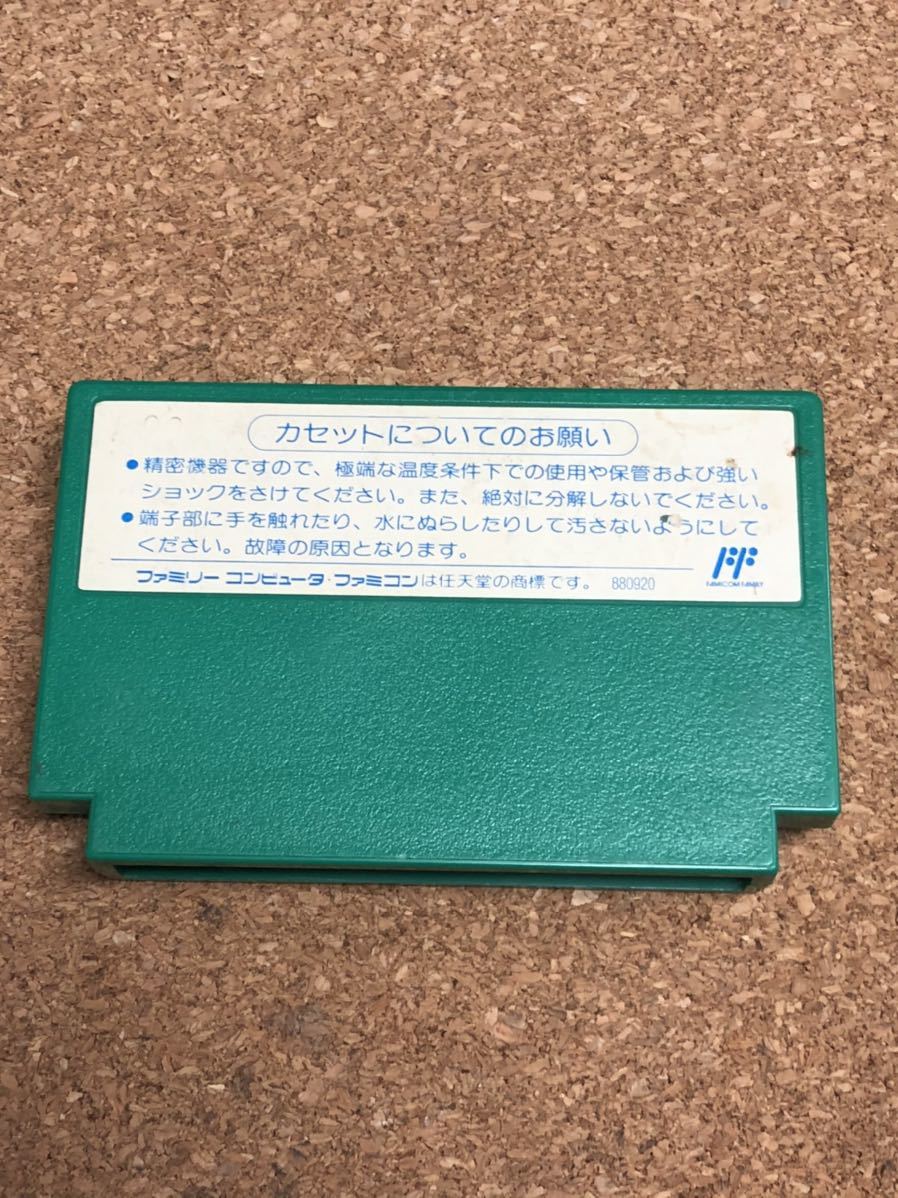 カセットについてのお願い
●精密機器ですので、極端な温度条件下での使用や保管および強い
ショックをさけてください。また、絶対に分解しないでください。
●端子部に手を触れたり、水にぬらしたりして汚さないようにして
ください。故障の原因となります。
ファミリー コンピュータ・ファミコンは任天堂の商標です。 880920
FAMICOM FAMILY